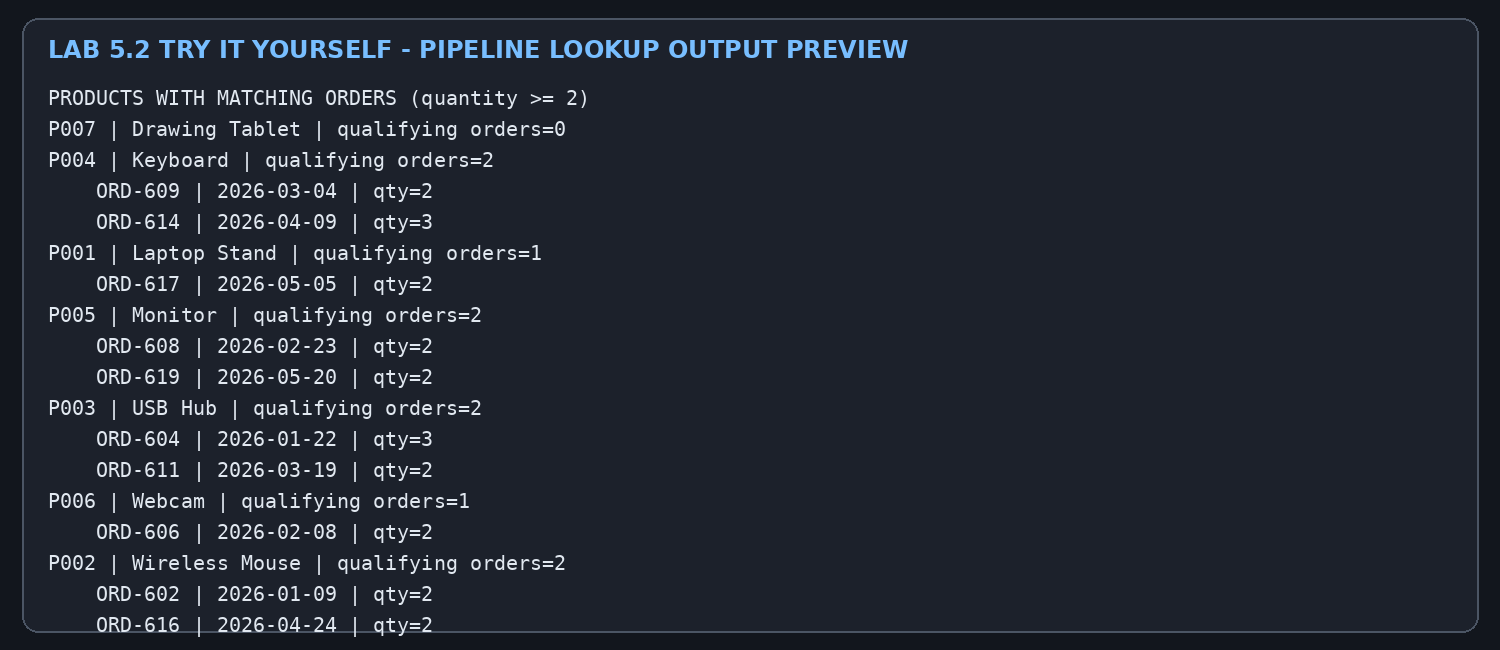 LAB 5.2 TRY IT YOURSELF - PIPELINE LOOKUP OUTPUT PREVIEW
PRODUCTS WITH MATCHING ORDERS (quantity >= 2)
P007 | Drawing Tablet | qualifying orders=0
P004 | Keyboard | qualifying orders=2
    ORD-609 | 2026-03-04 | qty=2
    ORD-614 | 2026-04-09 | qty=3
P001 | Laptop Stand | qualifying orders=1
    ORD-617 | 2026-05-05 | qty=2
P005 | Monitor | qualifying orders=2
    ORD-608 | 2026-02-23 | qty=2
    ORD-619 | 2026-05-20 | qty=2
P003 | USB Hub | qualifying orders=2
    ORD-604 | 2026-01-22 | qty=3
    ORD-611 | 2026-03-19 | qty=2
P006 | Webcam | qualifying orders=1
    ORD-606 | 2026-02-08 | qty=2
P002 | Wireless Mouse | qualifying orders=2
    ORD-602 | 2026-01-09 | qty=2
    ORD-616 | 2026-04-24 | qty=2